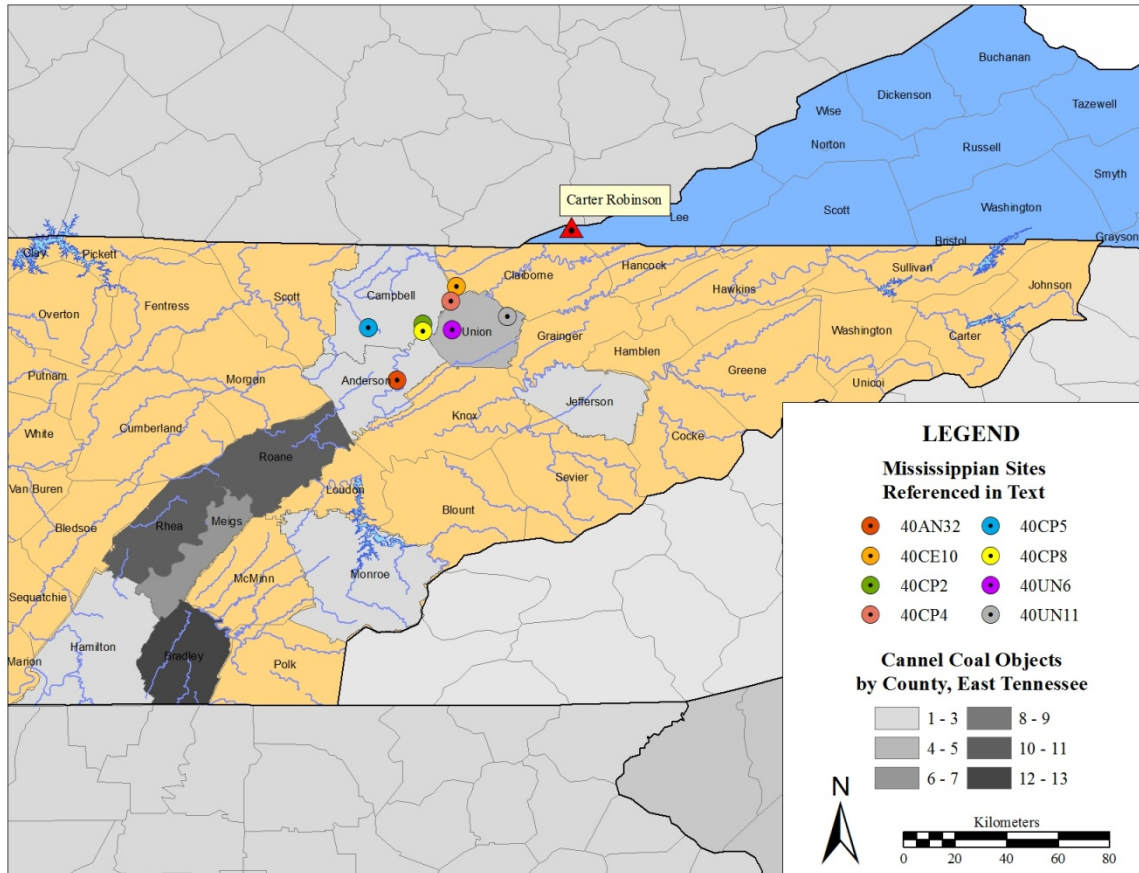 Buchanan
Dickenson
Tazewell
Wise
Norton
Russell
Smyth
Carter Robinson
Lee
Scott
Washington
Grayson
Bristol
Clay
Pickett
Claiborne
Hancock
Sullivan
Hawkins
Johnson
Scott
Campbell
Fentress
Overton
Union
Grainger
Washington
Carter
Hamblen
Greene
Unicoi
Putnam
Morgan
Anderson
Jefferson
Knox
Cocke
White
Cumberland
Roane
Sevier
Van Buren
Loudon
Blount
Rhea
Meigs
Bledsoe
McMinn
Monroe
Sequatchie
Hamilton
Bradley
Polk
Marion
LEGEND
Mississippian Sites
Referenced in Text
40AN32 40CP5
40CE10 40CP8
40CP2 40UN6
40CP4 40UN11
Cannel Coal Objects
by County, East Tennessee
1 - 3 8 - 9
4 - 5 10 - 11
6 - 7 12 - 13
N
Kilometers
0 20 40 60 80